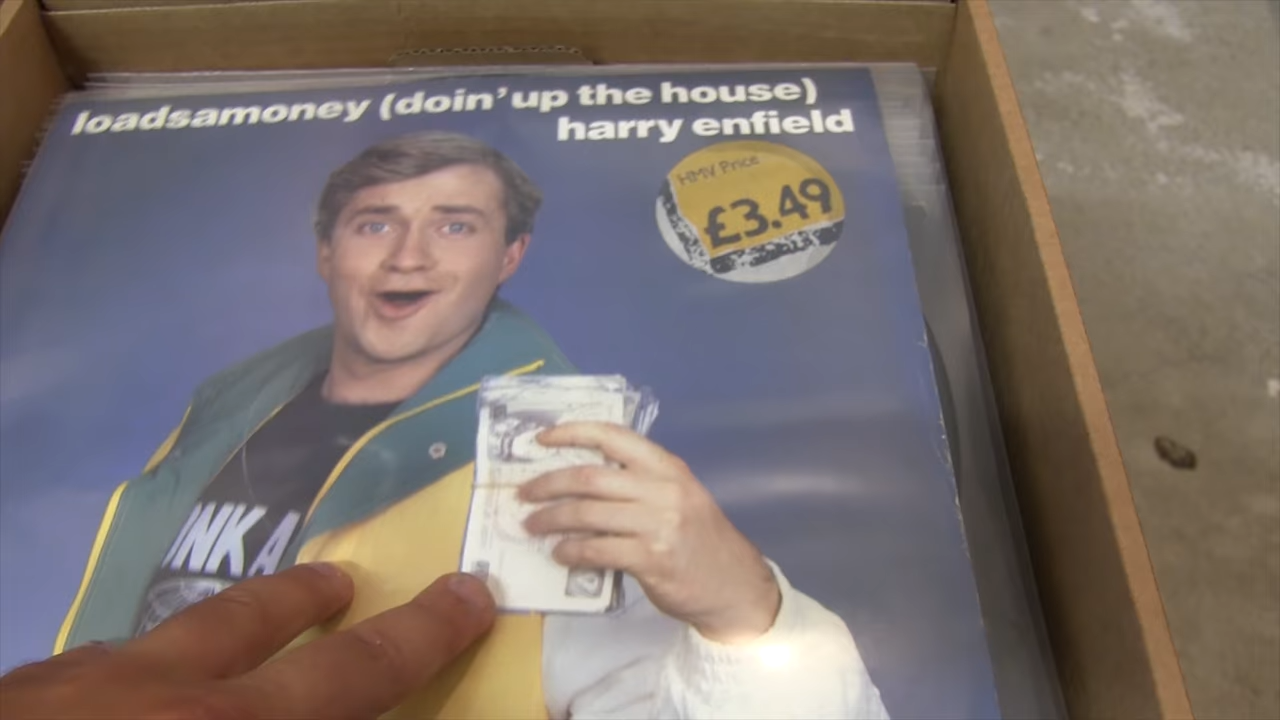 loadsamoney (doin' up the house)
harry enfield
HMV Price
£3.49
INK A